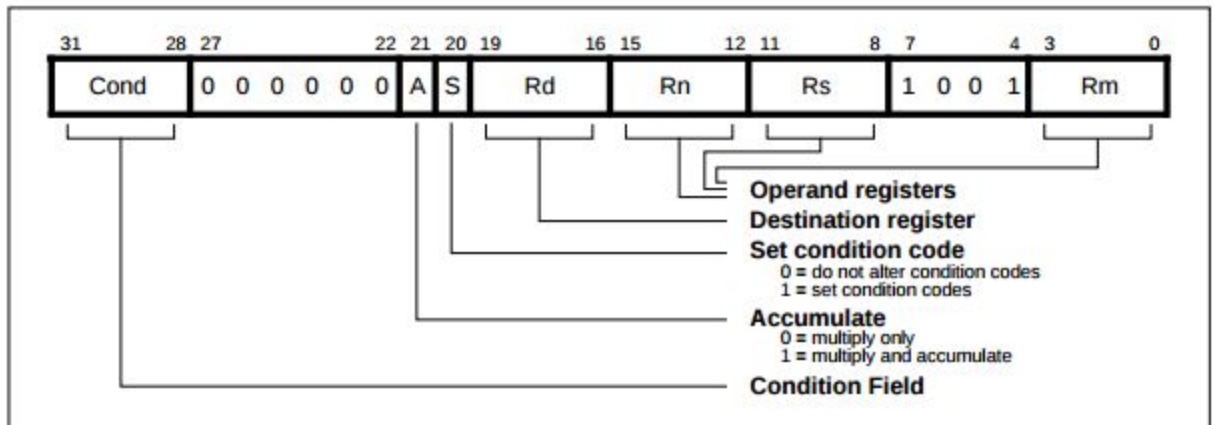 31 28 27 22 21 20 19 16 15 12 11 8 7 4 3 0
Cond 0 0 0 0 0 0 A S Rd Rn Rs 1 0 0 1 Rm
Operand registers
Destination register
Set condition code
0 = do not alter condition codes
1 = set condition codes
Accumulate
0 = multiply only
1 = multiply and accumulate
Condition Field